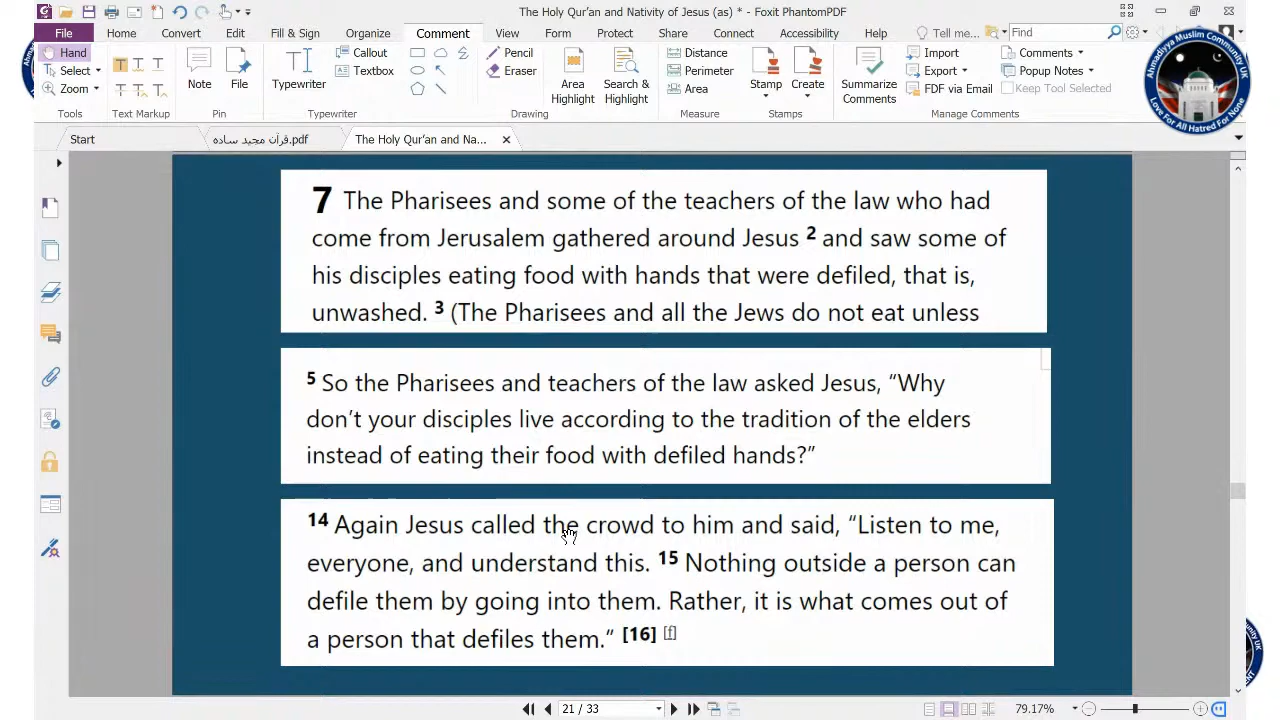 The Holy Qur'an and Nativity of Jesus (as) * - Foxit PhantomPDF
File Home Convert Edit Fill & Sign Organize Comment View Form Protect Share Connect Accessibility Help Tell me... Find
Hand
Select
Zoom
Tools
Text Markup
Note
File
Pin
Typewriter
Callout
Textbox
Typewriter
Pencil
Eraser
Drawing
Area Highlight
Search & Highlight
Distance
Perimeter
Area
Measure
Stamp
Create
Stamps
Summarize Comments
Import
Export
FDF via Email
Comments
Popup Notes
Keep Tool Selected
Manage Comments
Ahmadiyya Muslim Community UK
Love For All Hatred For None
Start
قرآن مجید ساده.pdf
The Holy Qur'an and Na...
7 The Pharisees and some of the teachers of the law who had
come from Jerusalem gathered around Jesus 2 and saw some of
his disciples eating food with hands that were defiled, that is,
unwashed. 3 (The Pharisees and all the Jews do not eat unless
5 So the Pharisees and teachers of the law asked Jesus, “Why
don’t your disciples live according to the tradition of the elders
instead of eating their food with defiled hands?”
14 Again Jesus called the crowd to him and said, “Listen to me,
everyone, and understand this. 15 Nothing outside a person can
defile them by going into them. Rather, it is what comes out of
a person that defiles them.” [16] [f]
21 / 33
79.17%